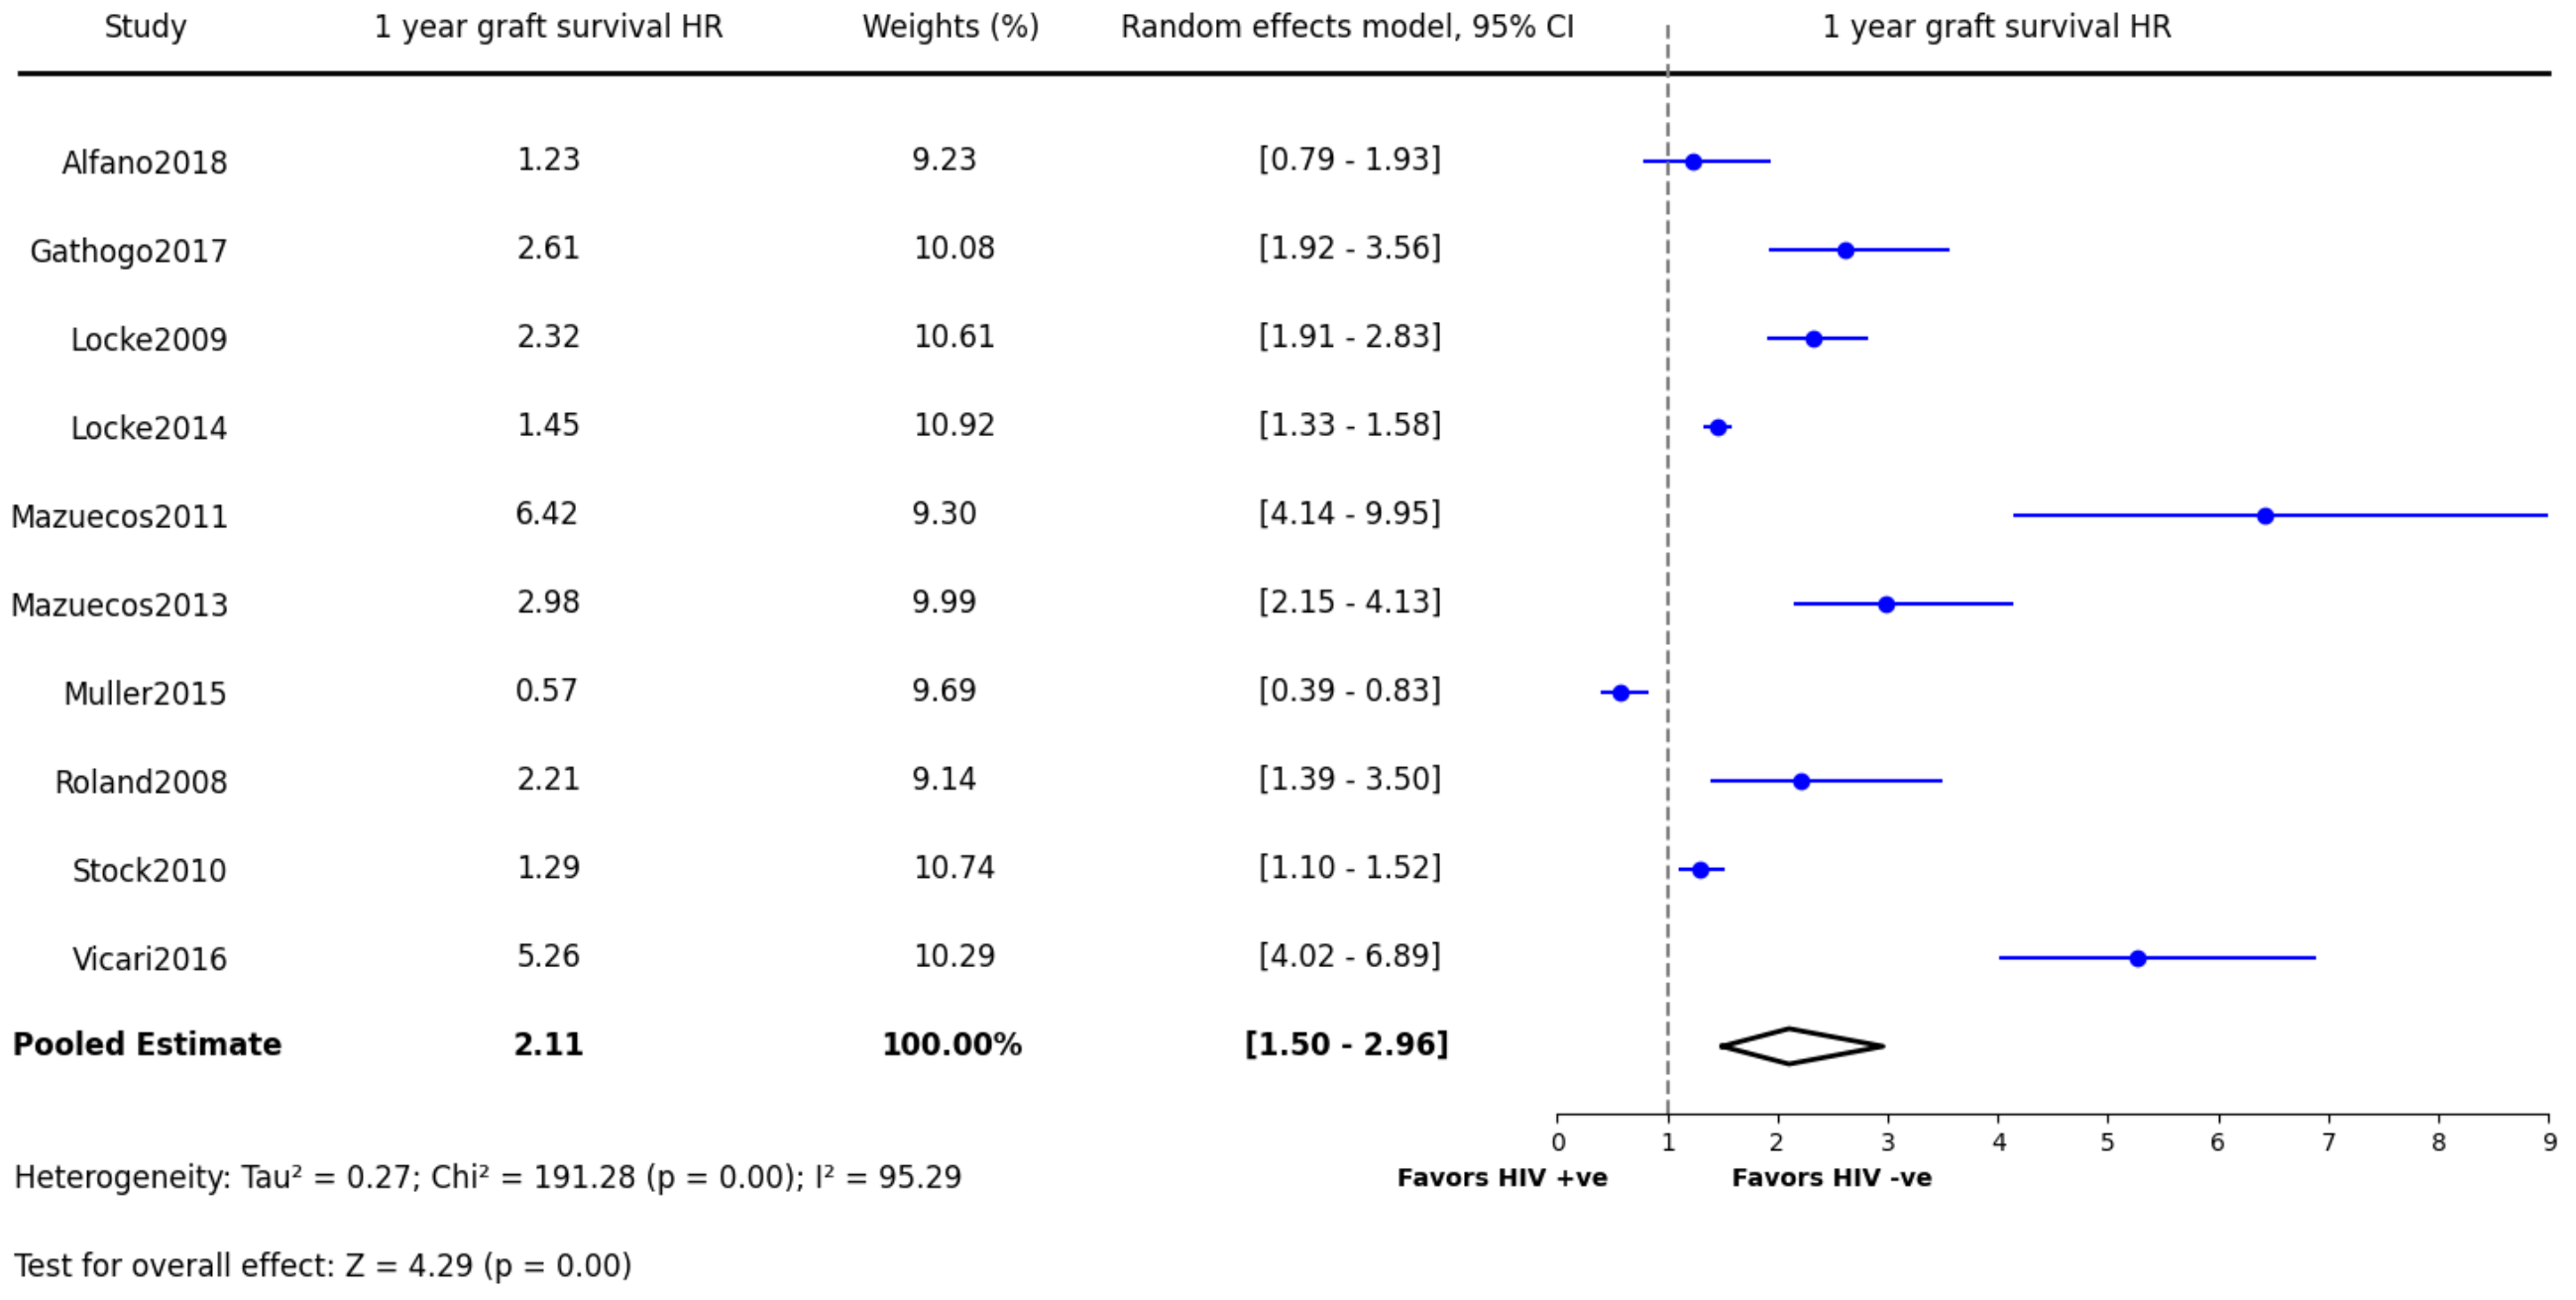 Study 1 year graft survival HR Weights (%) Random effects model, 95% CI 1 year graft survival HR
Alfano2018 1.23 9.23 [0.79 - 1.93]
Gathogo2017 2.61 10.08 [1.92 - 3.56]
Locke2009 2.32 10.61 [1.91 - 2.83]
Locke2014 1.45 10.92 [1.33 - 1.58]
Mazuecos2011 6.42 9.30 [4.14 - 9.95]
Mazuecos2013 2.98 9.99 [2.15 - 4.13]
Muller2015 0.57 9.69 [0.39 - 0.83]
Roland2008 2.21 9.14 [1.39 - 3.50]
Stock2010 1.29 10.74 [1.10 - 1.52]
Vicari2016 5.26 10.29 [4.02 - 6.89]
Pooled Estimate 2.11 100.00% [1.50 - 2.96]
0 1 2 3 4 5 6 7 8 9
Heterogeneity: Tau² = 0.27; Chi² = 191.28 (p = 0.00); I² = 95.29 Favors HIV +ve Favors HIV -ve
Test for overall effect: Z = 4.29 (p = 0.00)